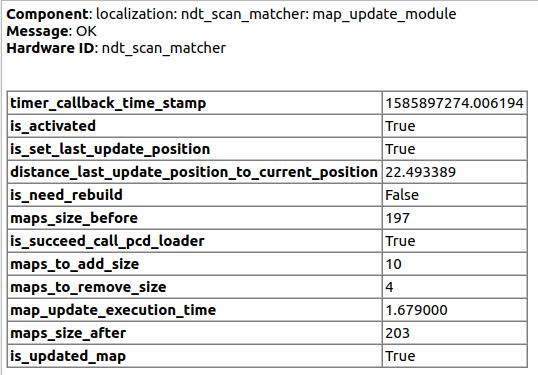 Component: localization: ndt_scan_matcher: map_update_module
Message: OK
Hardware ID: ndt_scan_matcher
timer_callback_time_stamp 1585897274.006194
is_activated True
is_set_last_update_position True
distance_last_update_position_to_current_position 22.493389
is_need_rebuild False
maps_size_before 197
is_succeed_call_pcd_loader True
maps_to_add_size 10
maps_to_remove_size 4
map_update_execution_time 1.679000
maps_size_after 203
is_updated_map True